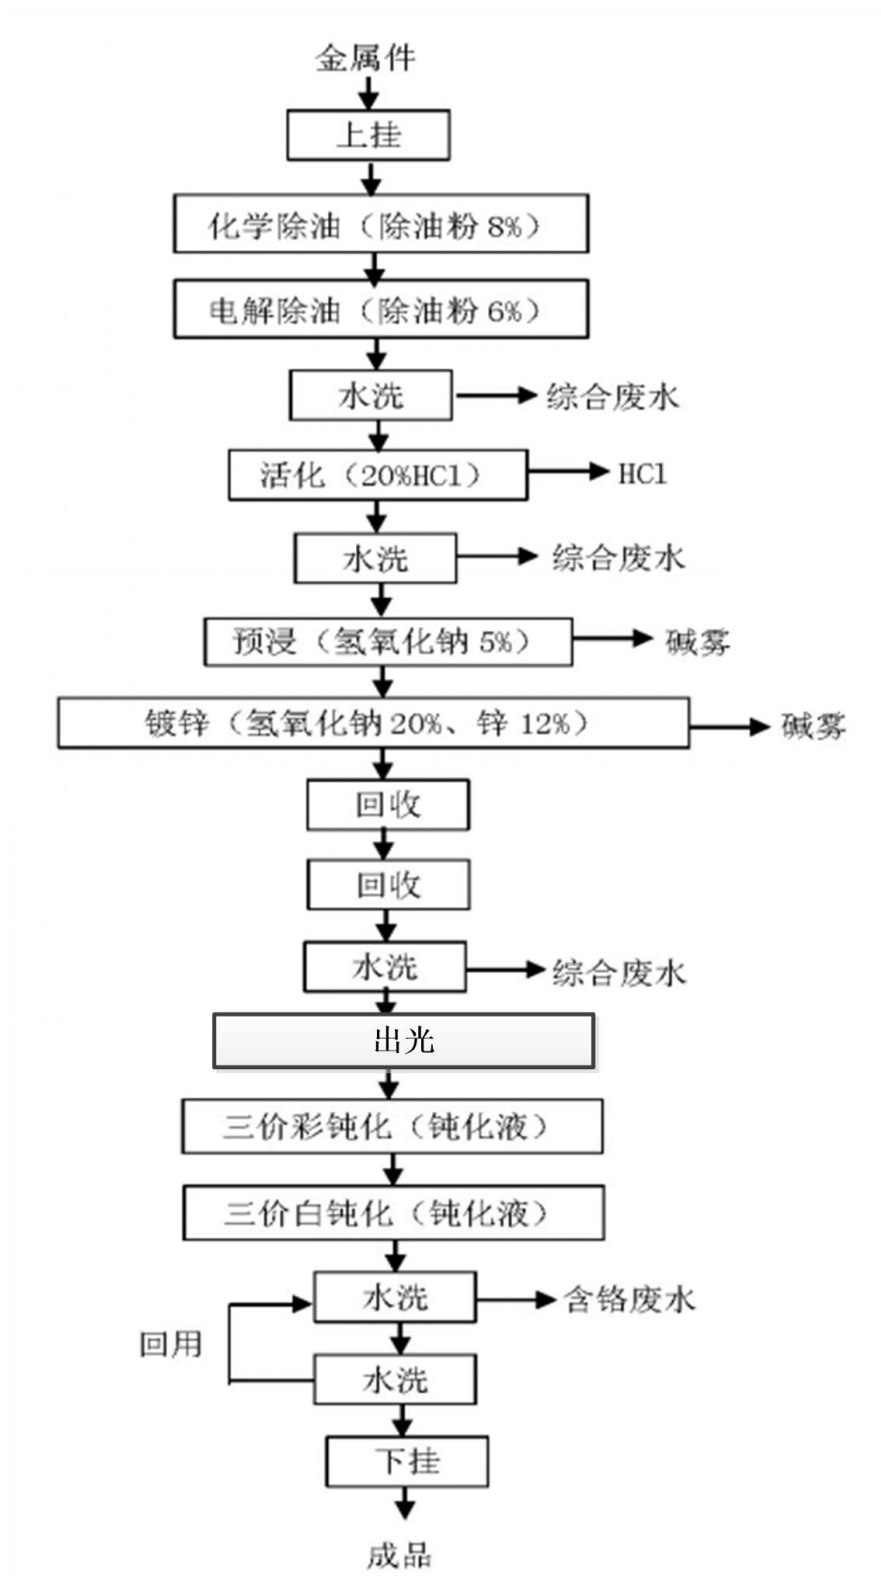 金属件
上挂
化学除油（除油粉 8%）
电解除油（除油粉 6%）
水洗
综合废水
活化（20%HCl）
HCl
水洗
综合废水
预浸（氢氧化钠 5%）
碱雾
镀锌（氢氧化钠 20%、锌 12%）
碱雾
回收
回收
水洗
综合废水
出光
三价彩钝化（钝化液）
三价白钝化（钝化液）
水洗
含铬废水
回用
水洗
下挂
成品